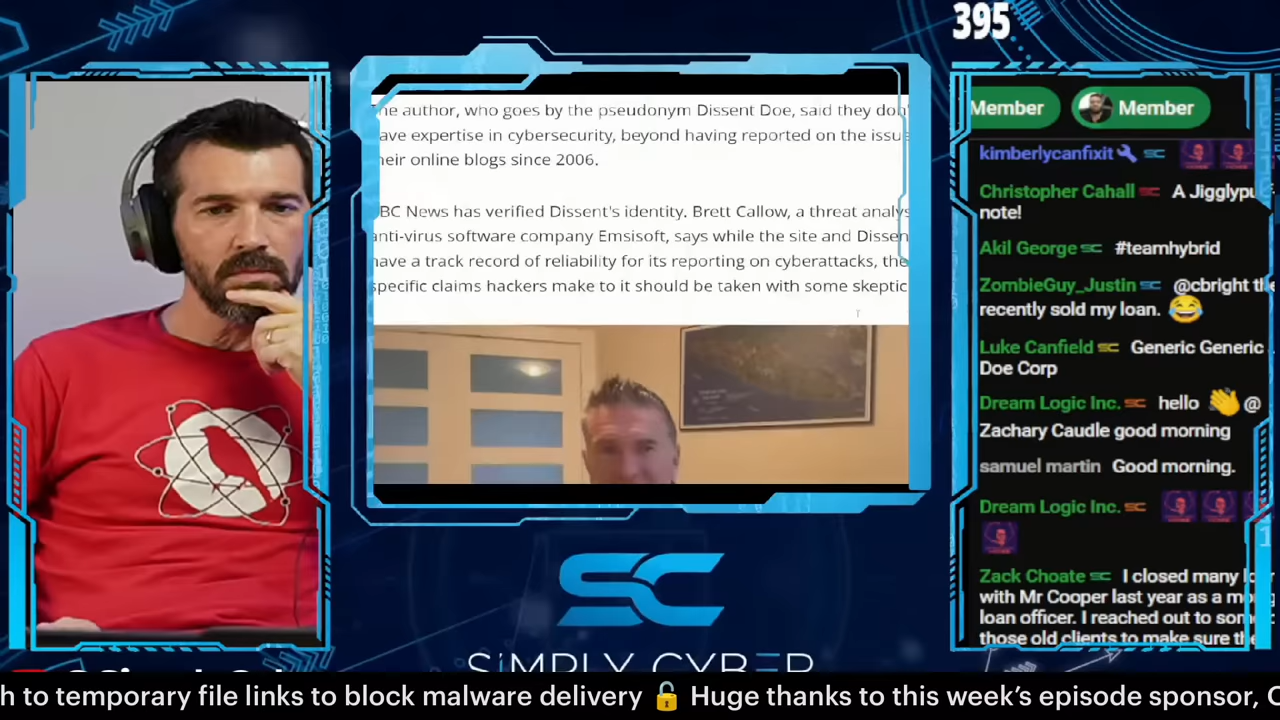 395
he author, who goes by the pseudonym Dissent Doe, said they don'
ave expertise in cybersecurity, beyond having reported on the issue
heir online blogs since 2006.
BC News has verified Dissent's identity. Brett Callow, a threat analys
anti-virus software company Emsisoft, says while the site and Dissen
have a track record of reliability for its reporting on cyberattacks, the
specific claims hackers make to it should be taken with some skeptic
SC
SIMPLY CYBER
Member
Member
kimberlycanfixit
Christopher Cahall A Jigglypu
note!
Akil George #teamhybrid
ZombieGuy_Justin @cbright the
recently sold my loan. 😂
Luke Canfield Generic Generic
Doe Corp
Dream Logic Inc. hello 👋 @
Zachary Caudle good morning
samuel martin Good morning.
Dream Logic Inc.
Zack Choate I closed many
with Mr Cooper last year as a
loan officer. I reached out to
those old clients to make sure
h to temporary file links to block malware delivery 🔓 Huge thanks to this week's episode sponsor, C